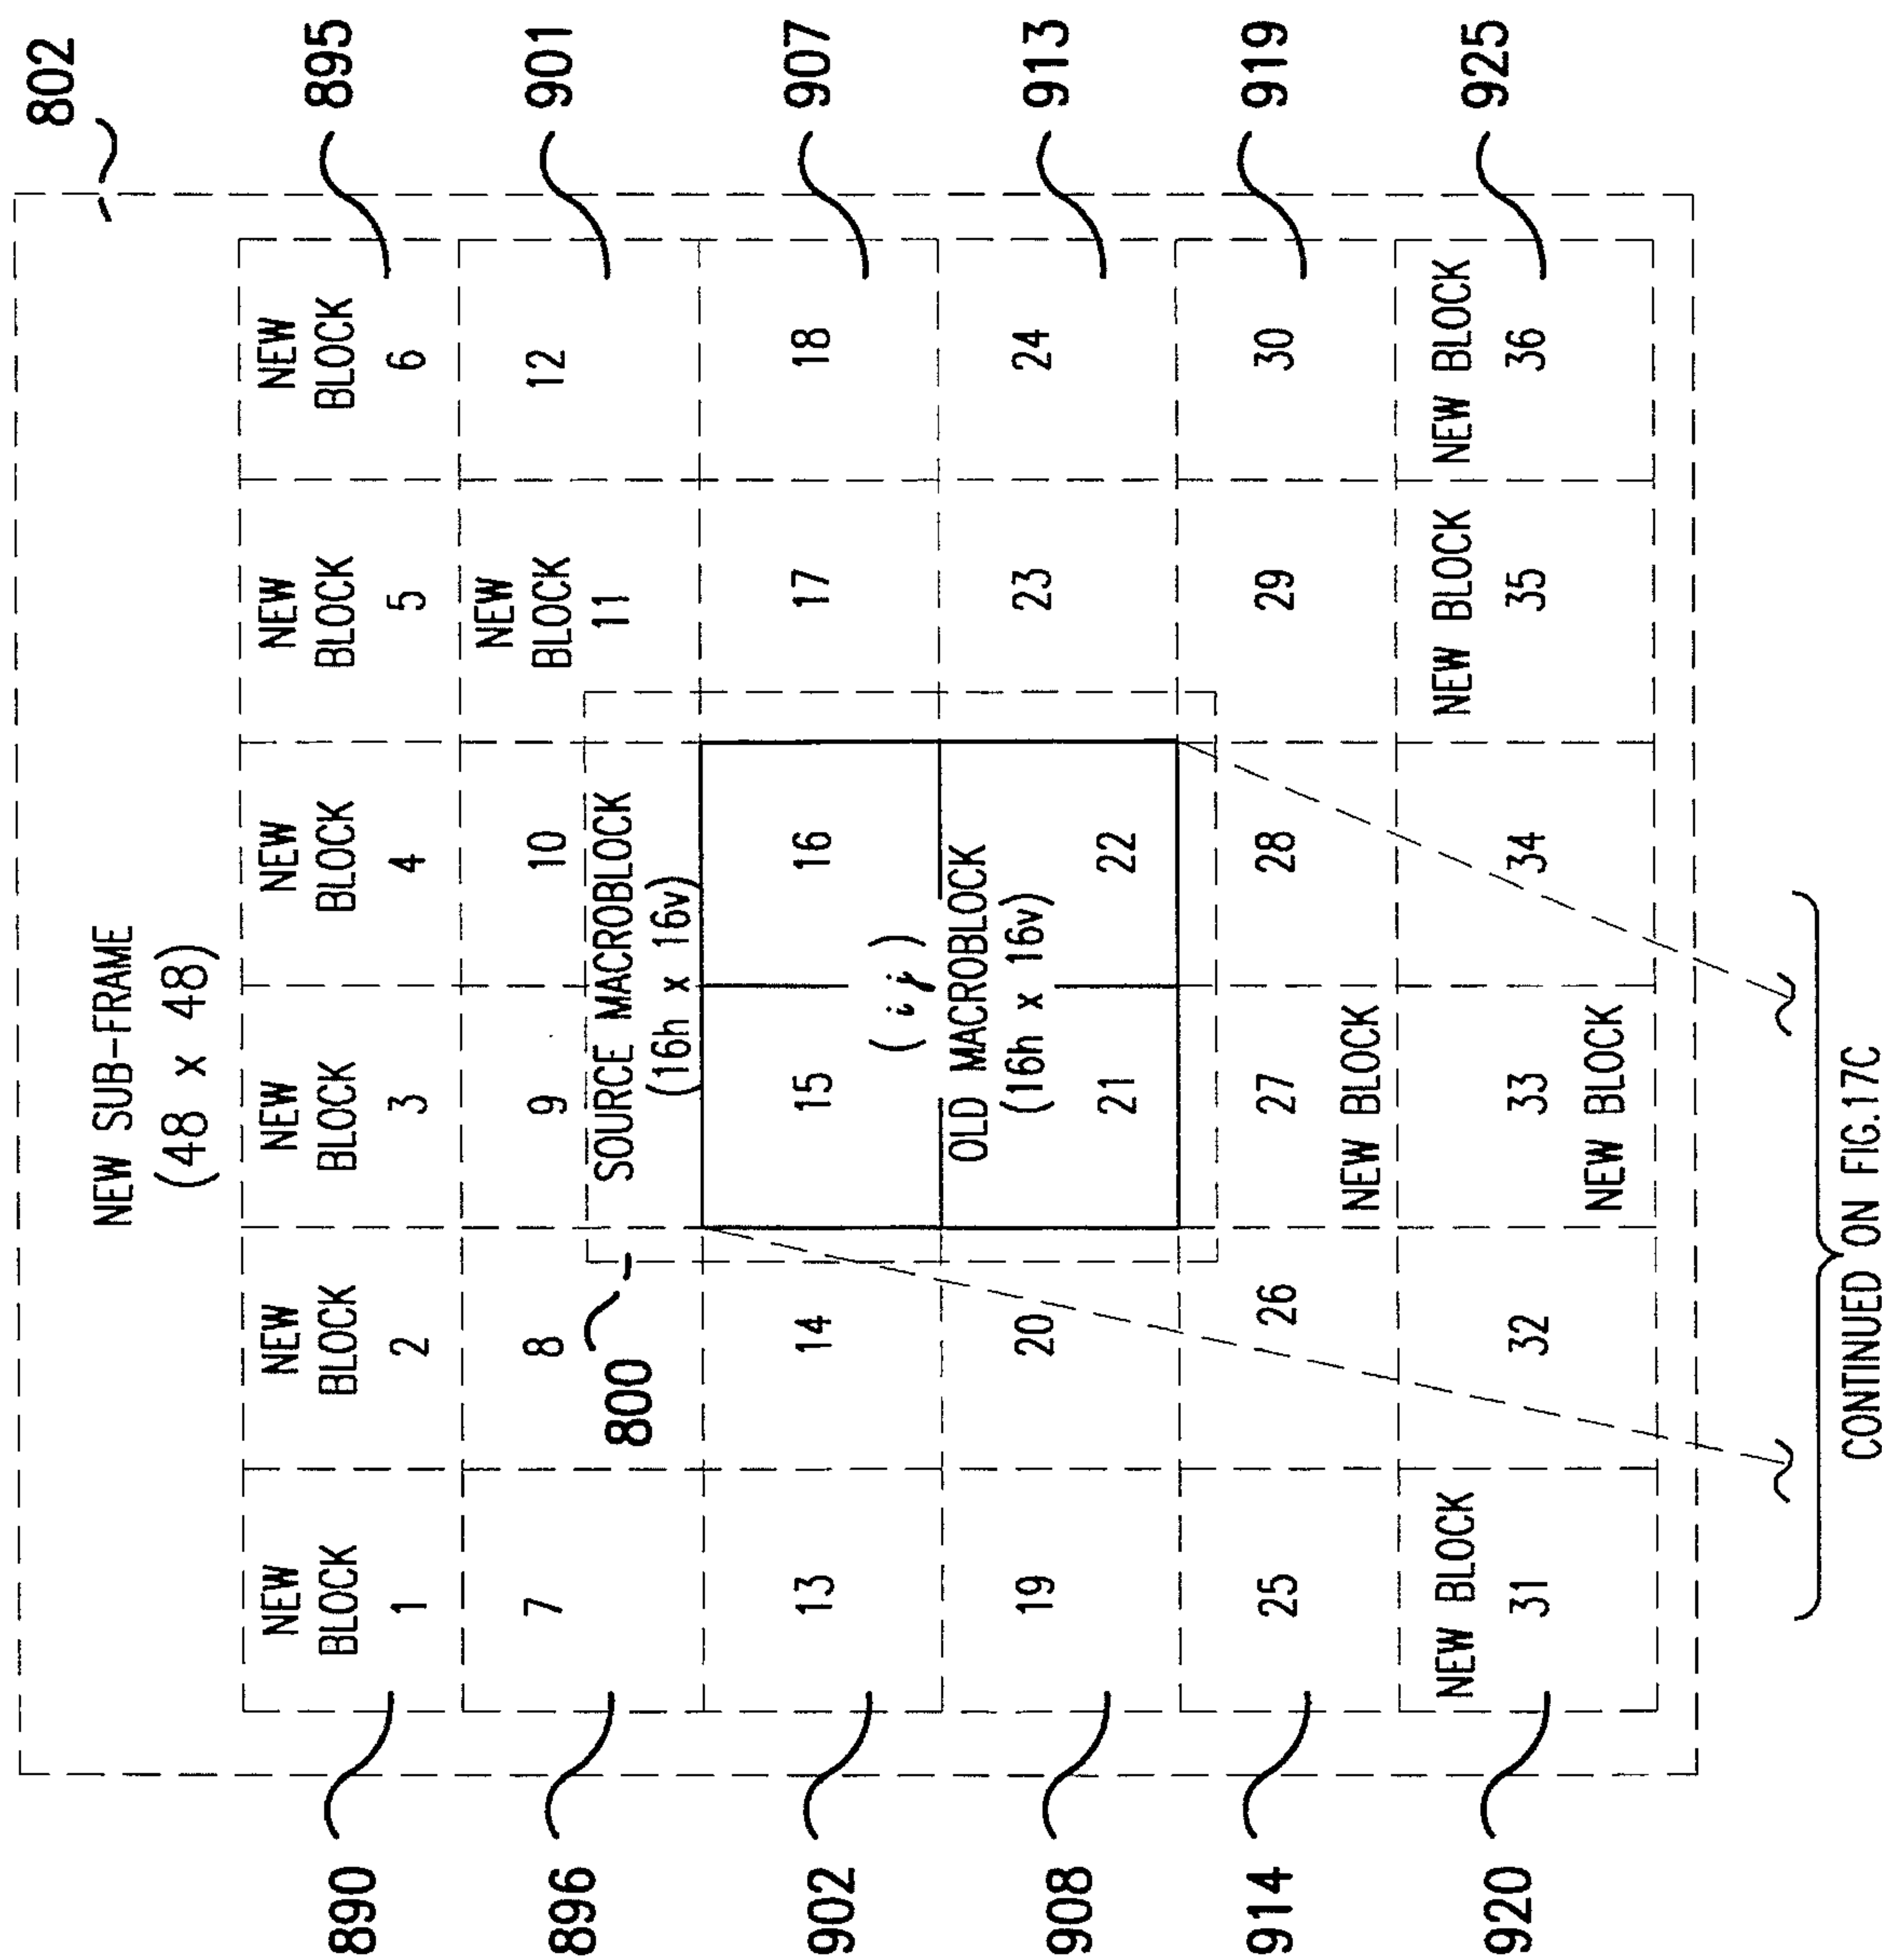 802
NEW SUB-FRAME
(48 x 48)
890
NEW BLOCK 1
NEW BLOCK 2
NEW BLOCK 3
NEW BLOCK 4
NEW BLOCK 5
NEW BLOCK 6
895
896
7
8
9
10
NEW BLOCK 11
12
901
800
SOURCE MACROBLOCK
(16h x 16v)
902
13
14
15
16
17
18
907
(i j)
OLD MACROBLOCK
(16h x 16v)
908
19
20
21
22
23
24
913
914
25
26
27
NEW BLOCK
28
29
30
919
920
NEW BLOCK 31
32
33
NEW BLOCK
34
NEW BLOCK 35
NEW BLOCK 36
925
CONTINUED ON FIG.17C